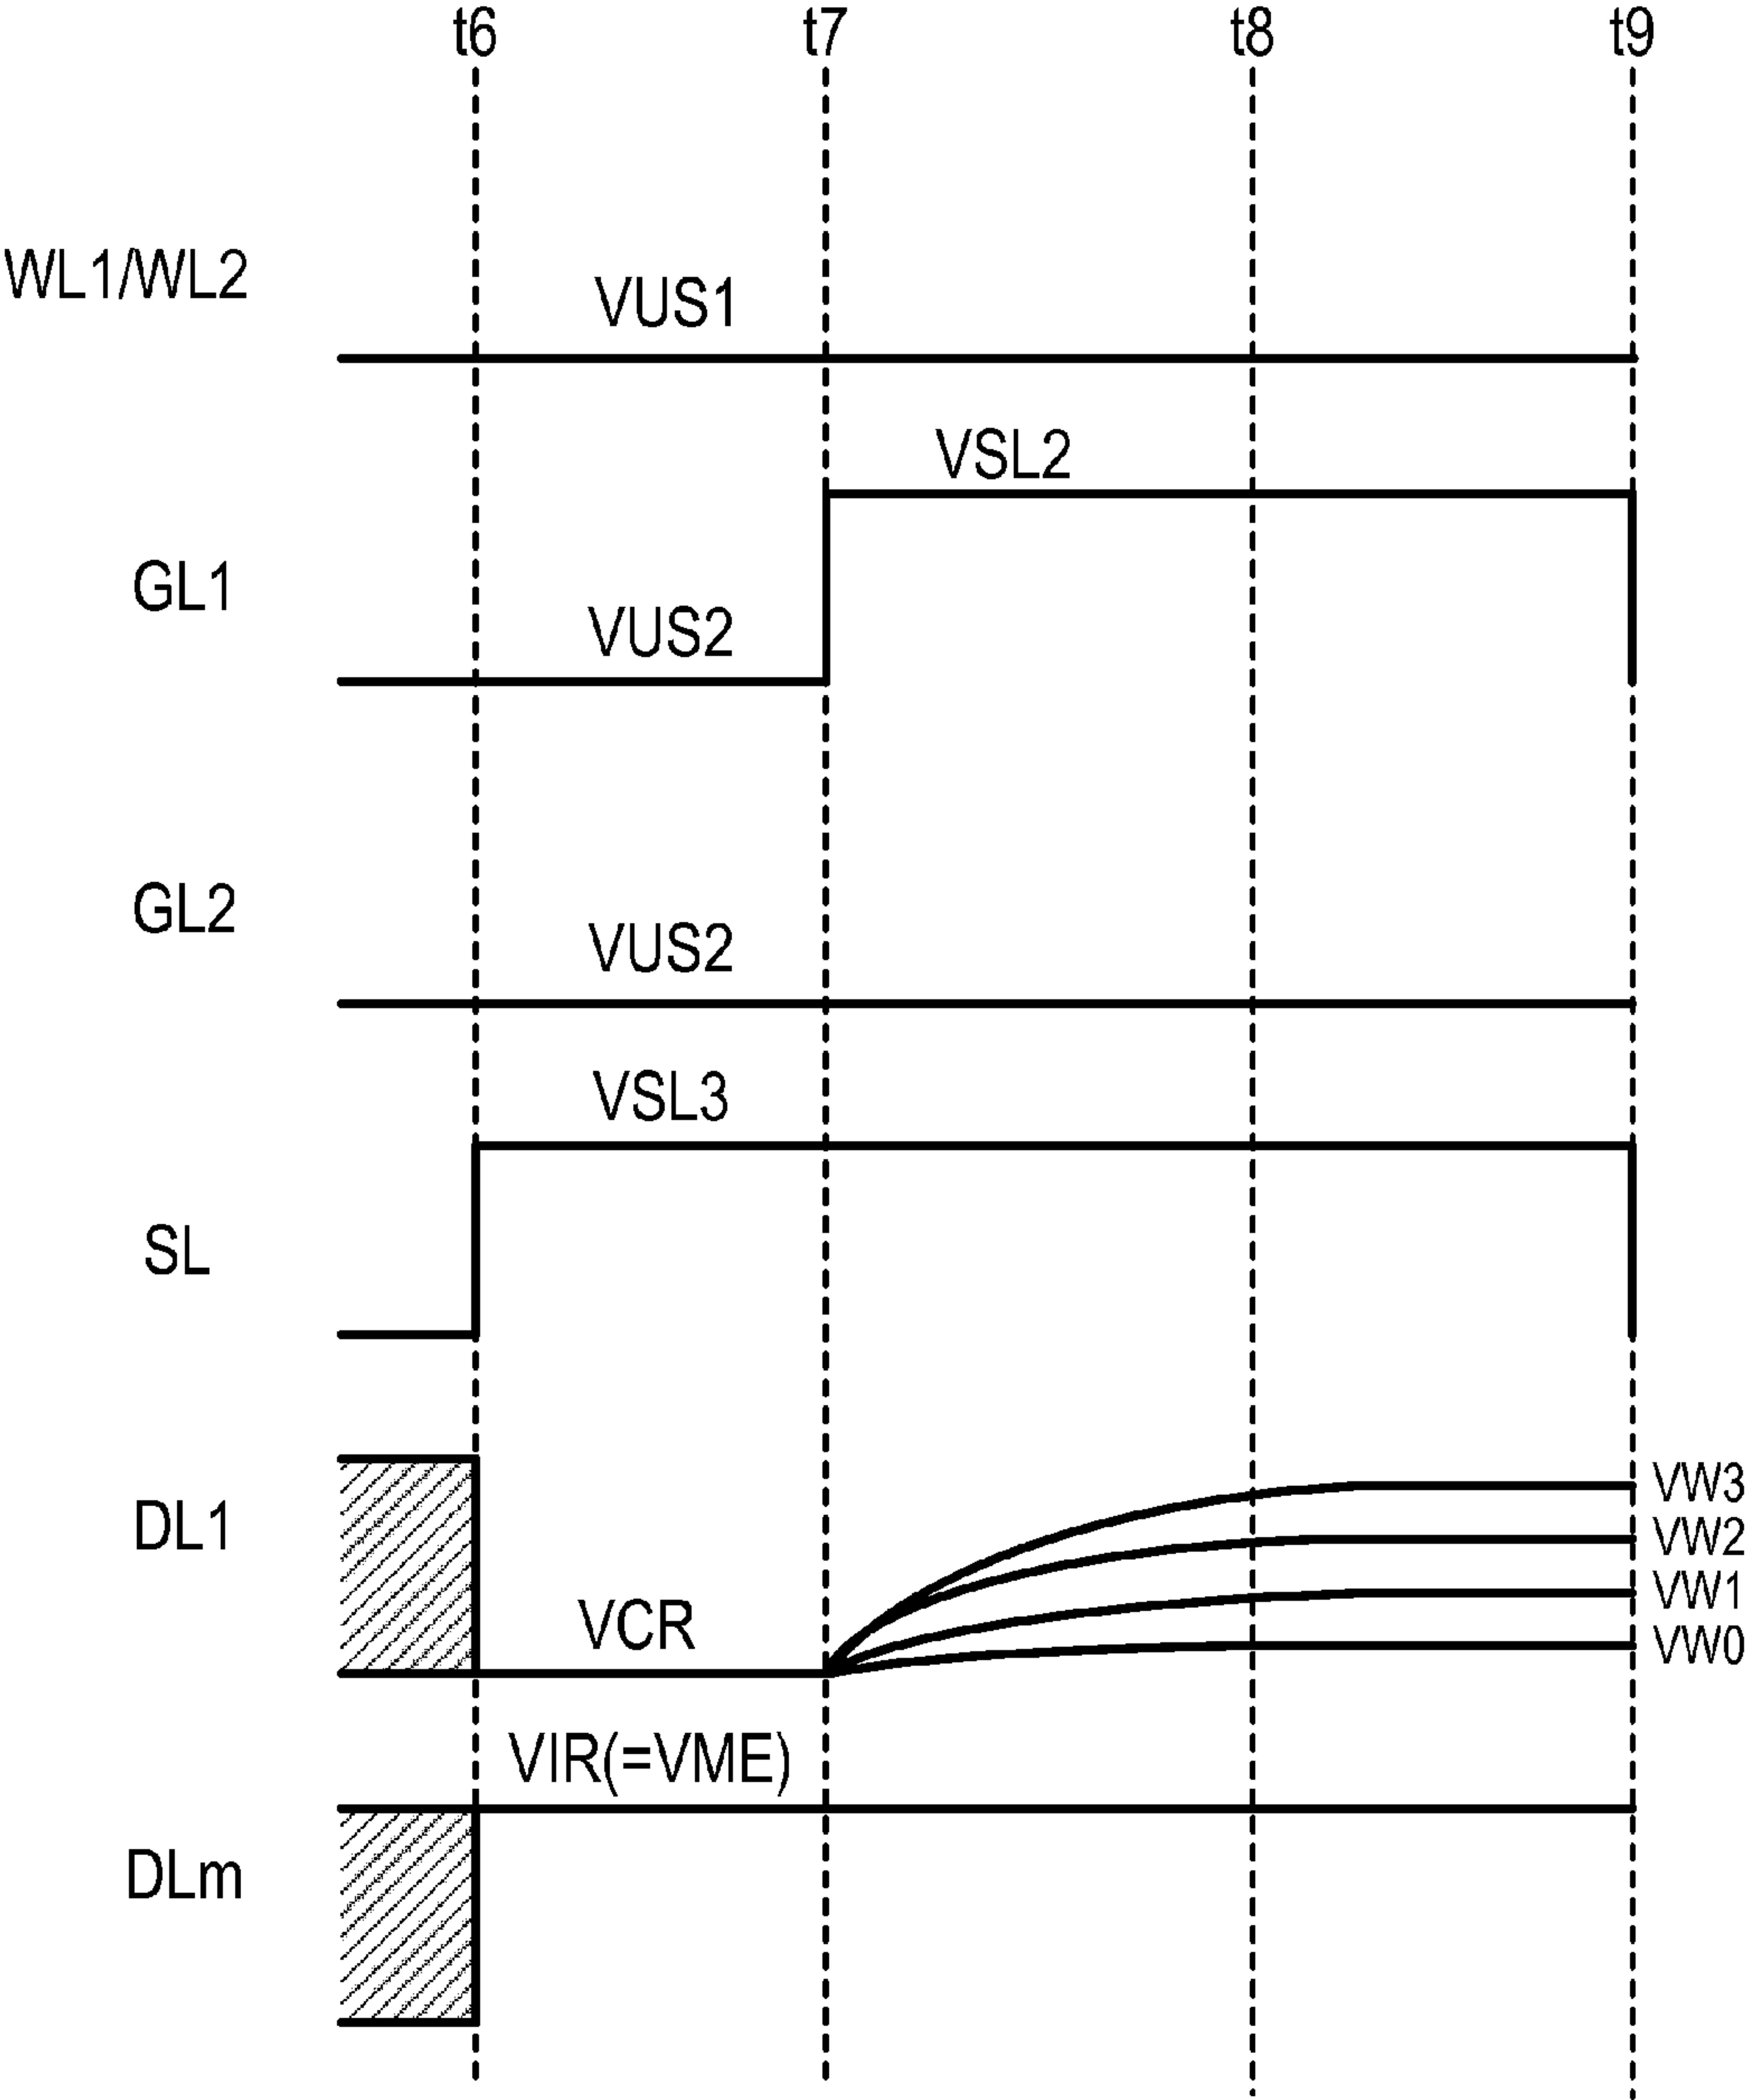 t6 t7 t8 t9
WL1/WL2
VUS1
VSL2
GL1
VUS2
GL2
VUS2
VSL3
SL
VW3
DL1
VW2
VW1
VCR
VW0
VIR(=VME)
DLm